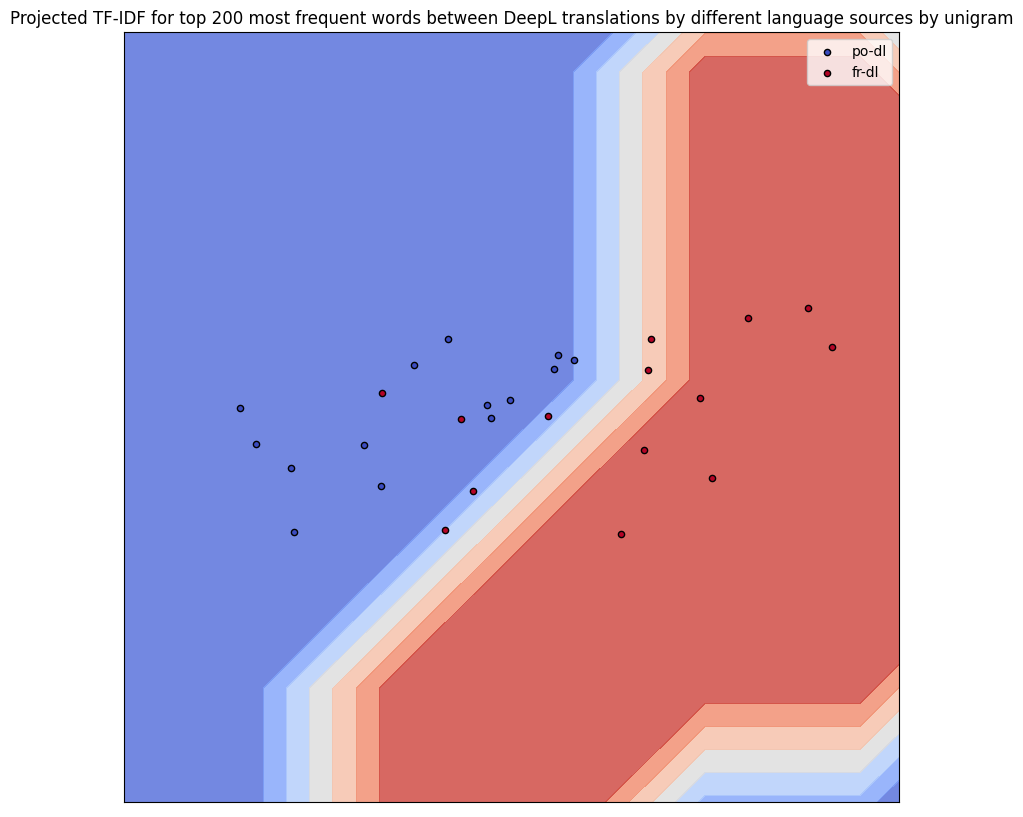 Projected TF-IDF for top 200 most frequent words between DeepL translations by different language sources by unigram
po-dl
fr-dl